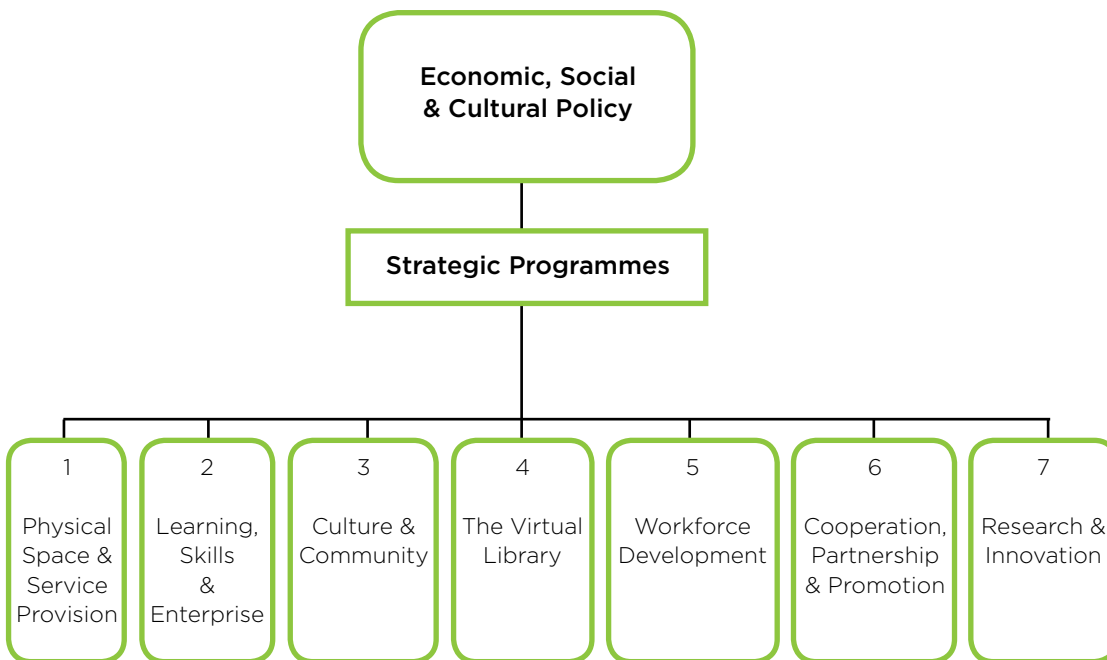 Economic, Social
& Cultural Policy
Strategic Programmes
1
Physical
Space &
Service
Provision
2
Learning,
Skills
&
Enterprise
3
Culture &
Community
4
The Virtual
Library
5
Workforce
Development
6
Cooperation,
Partnership
& Promotion
7
Research &
Innovation